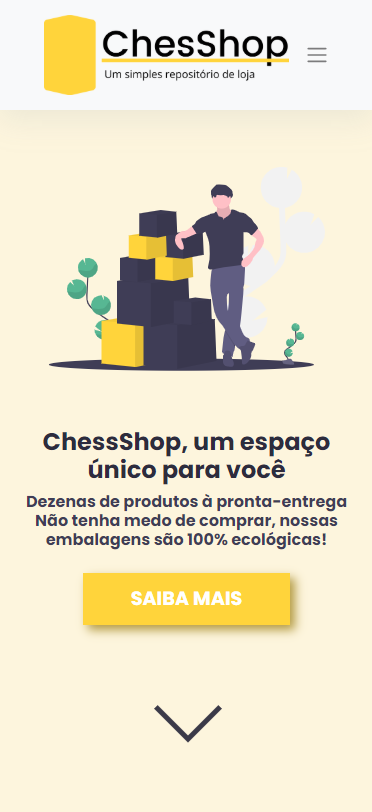 ChesShop
Um simples repositório de loja
ChessShop, um espaço
único para você
Dezenas de produtos à pronta-entrega
Não tenha medo de comprar, nossas
embalagens são 100% ecológicas!
SAIBA MAIS